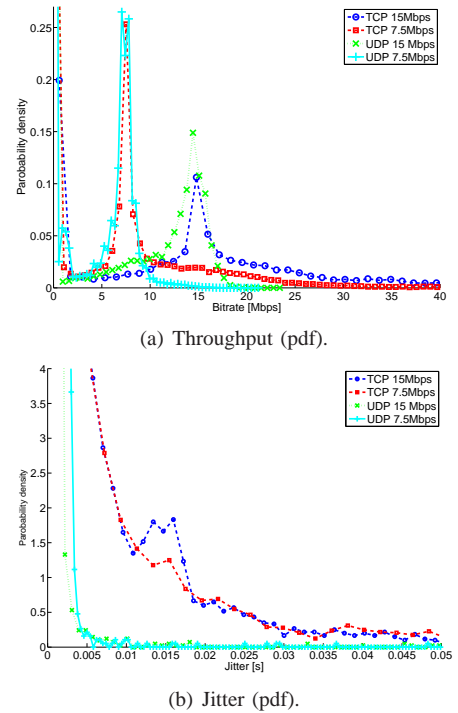 TCP 15Mbps
TCP 7.5Mbps
UDP 15 Mbps
UDP 7.5Mbps
0.25
0.2
0.15
0.1
0.05
0
Parobability density
0 5 10 15 20 25 30 35 40
Bitrate [Mbps]
(a) Throughput (pdf).
TCP 15Mbps
TCP 7.5Mbps
UDP 15 Mbps
UDP 7.5Mbps
4
3.5
3
2.5
2
1.5
1
0.5
0
Parobability density
0 0.005 0.01 0.015 0.02 0.025 0.03 0.035 0.04 0.045 0.05
Jitter [s]
(b) Jitter (pdf).